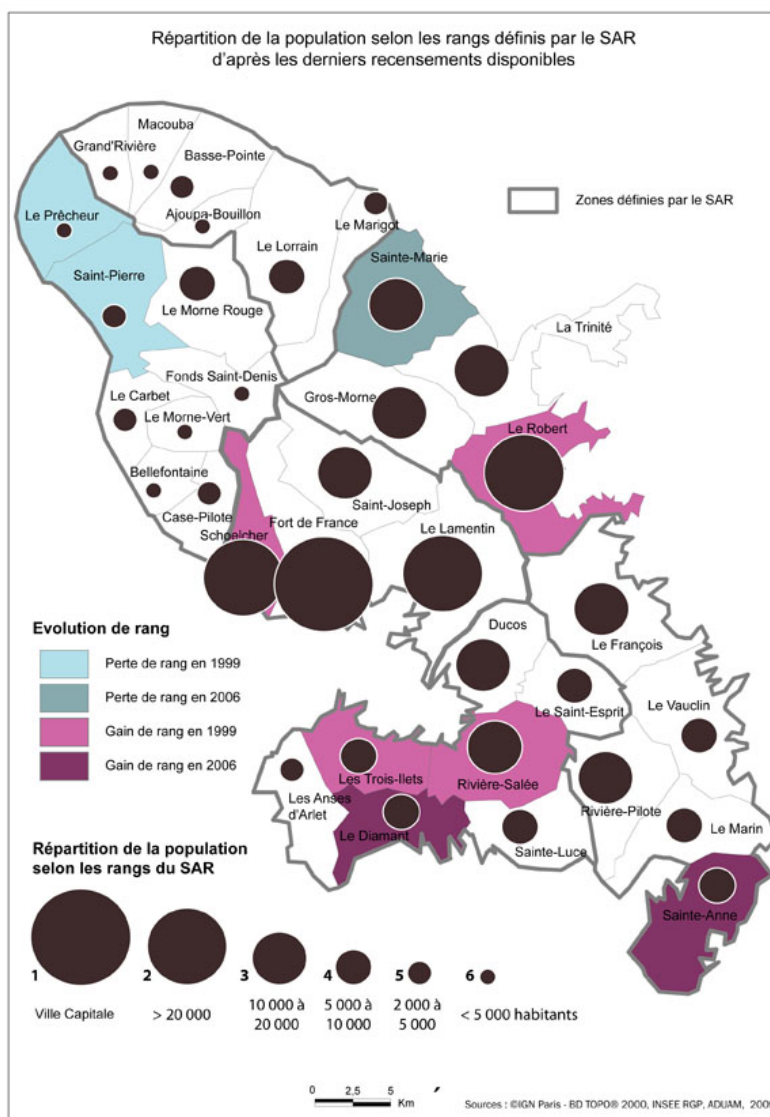 Répartition de la population selon les rangs définis par le SAR
d'après les derniers recensements disponibles
Macouba
Grand'Rivière
Basse-Pointe
Zones définies par le SAR
Le Prêcheur
Ajoupa-Bouillon
Le Marigot
Le Lorrain
Sainte-Marie
Saint-Pierre
Le Morne Rouge
La Trinité
Fonds Saint-Denis
Le Carbet
Gros-Morne
Le Morne-Vert
Le Robert
Bellefontaine
Saint-Joseph
Case-Pilote
Fort de France
Le Lamentin
Schoelcher
Evolution de rang
Perte de rang en 1999
Perte de rang en 2006
Gain de rang en 1999
Gain de rang en 2006
Ducos
Le François
Le Saint-Esprit
Le Vauclin
Les Trois-Ilets
Rivière-Salée
Les Anses
d'Arlet
Rivière-Pilote
Le Diamant
Le Marin
Sainte-Luce
Sainte-Anne
Répartition de la population
selon les rangs du SAR
1
2
3
4
5
6
Ville Capitale
> 20 000
10 000 à
20 000
5 000 à
10 000
2 000 à
5 000
< 5 000 habitants
0 2,5 5
Km
Sources : ©IGN Paris - BD TOPO® 2000, INSEE RGP, ADUAM,